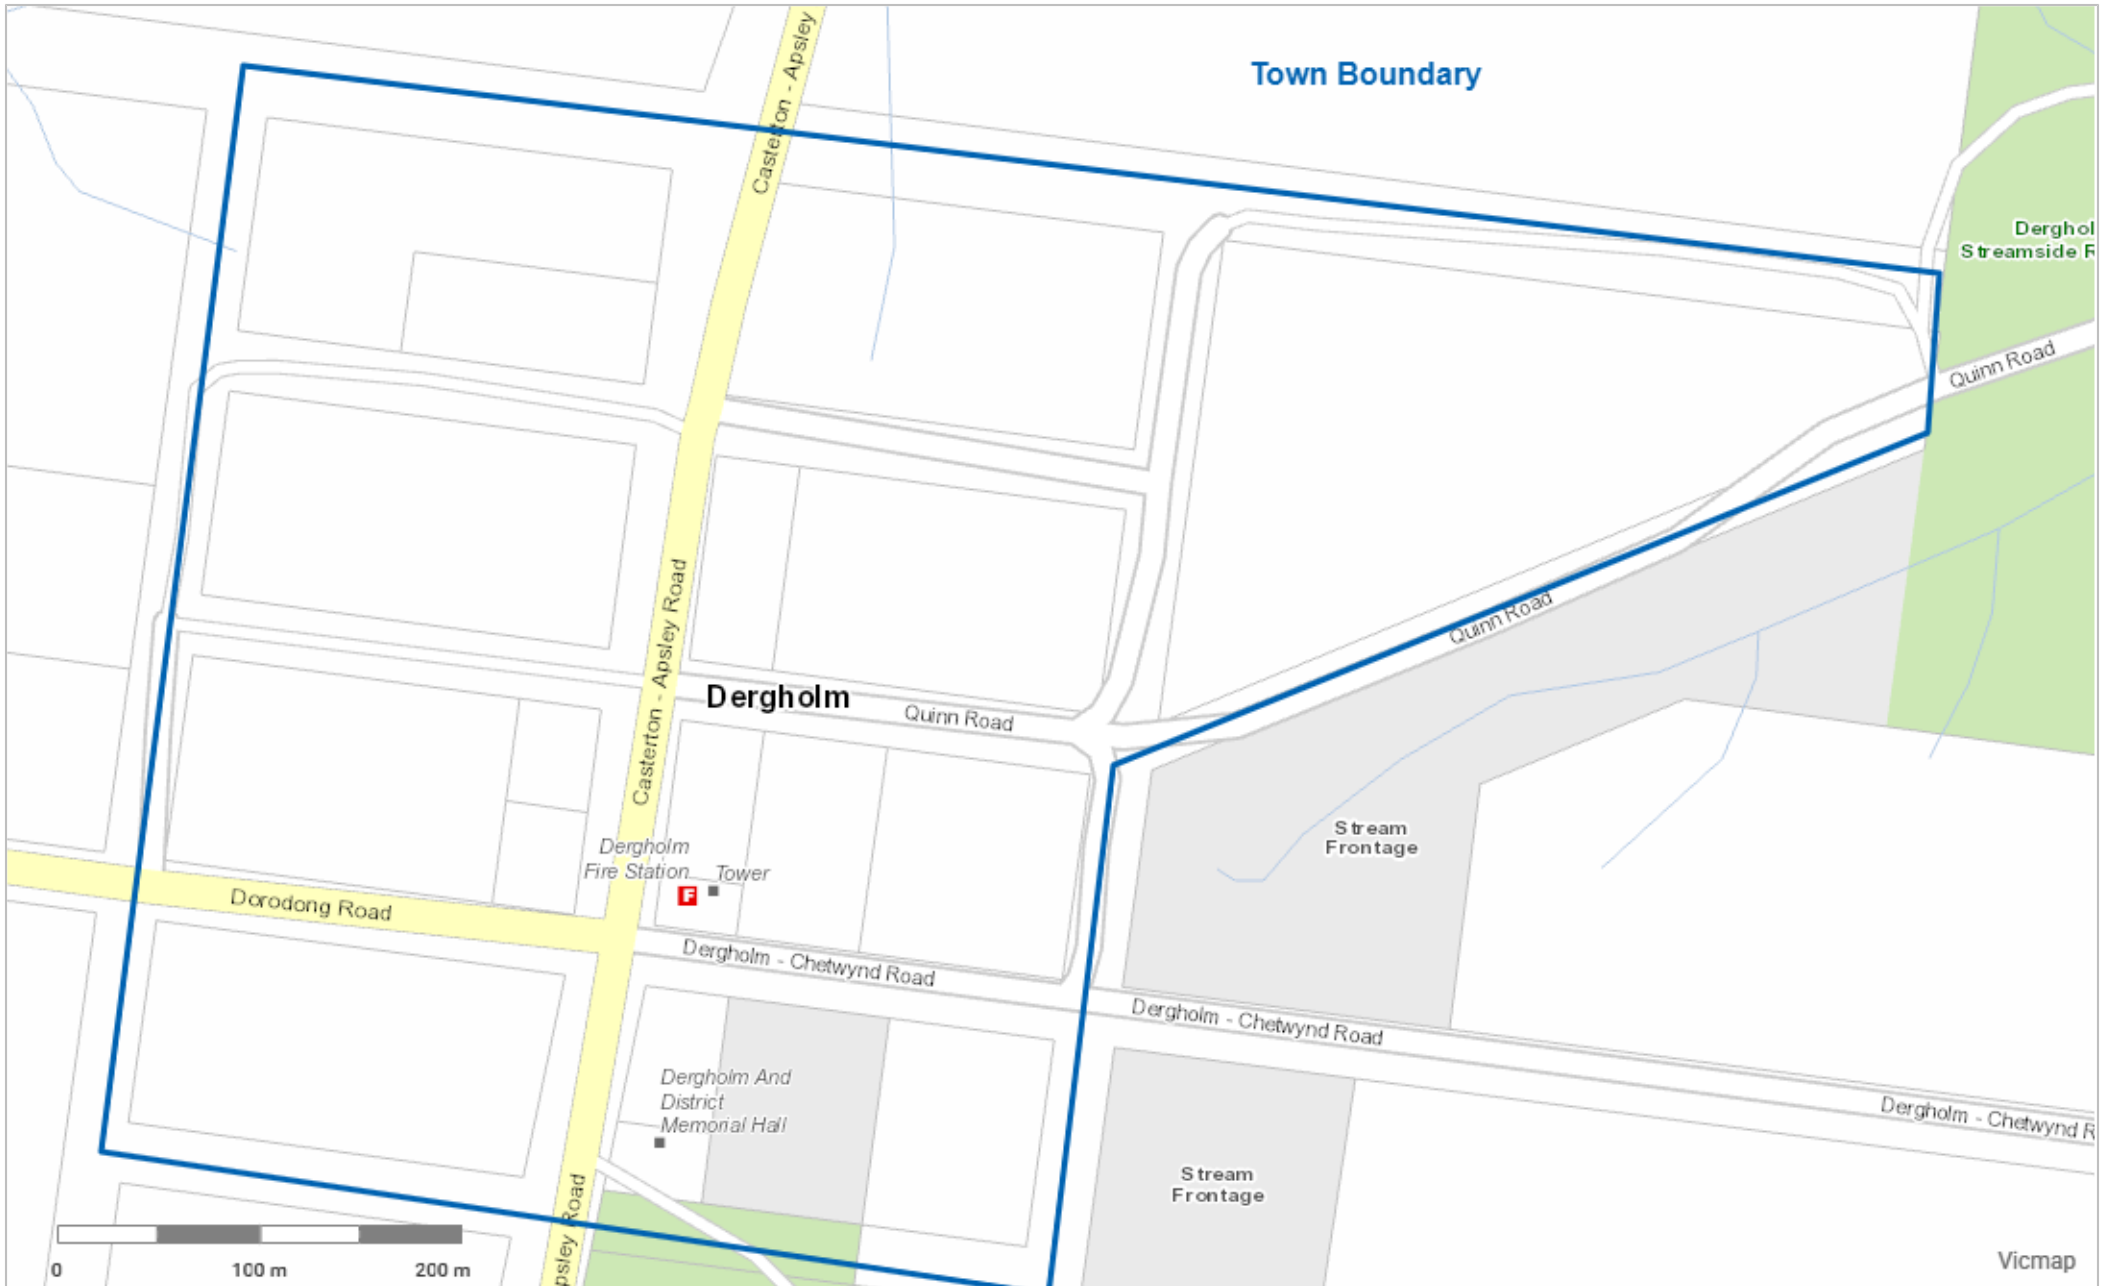 Town Boundary
Casterton - Apsley
Derghol
Streamside R
Quinn Road
Quinn Road
Casterton - Apsley Road
Dergholm
Quinn Road
Stream
Frontage
Dergholm
Fire Station
Tower
F
Dorodong Road
Dergholm - Chetwynd Road
Dergholm - Chetwynd Road
Dergholm And
District
Memorial Hall
Dergholm - Chetwynd R
Stream
Frontage
psley Road
0
100 m
200 m
Vicmap